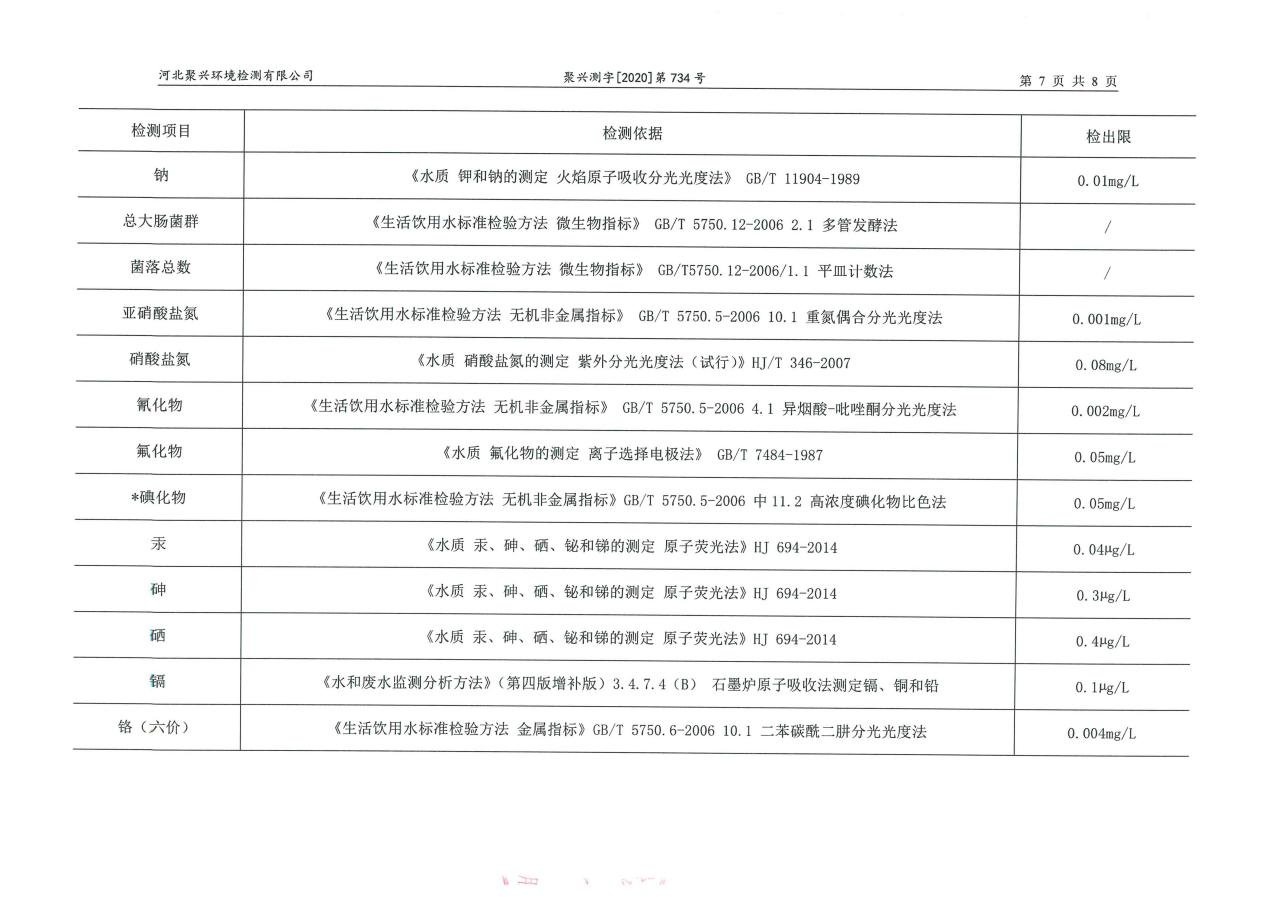 河北聚兴环境检测有限公司 聚兴测字[2020]第 734 号 第 7 页 共 8 页
检测项目 检测依据 检出限
钠 《水质 钾和钠的测定 火焰原子吸收分光光度法》 GB/T 11904-1989 0.01mg/L
总大肠菌群 《生活饮用水标准检验方法 微生物指标》 GB/T 5750.12-2006 2.1 多管发酵法 /
菌落总数 《生活饮用水标准检验方法 微生物指标》 GB/T5750.12-2006/1.1 平皿计数法 /
亚硝酸盐氮 《生活饮用水标准检验方法 无机非金属指标》 GB/T 5750.5-2006 10.1 重氮偶合分光光度法 0.001mg/L
硝酸盐氮 《水质 硝酸盐氮的测定 紫外分光光度法（试行）》HJ/T 346-2007 0.08mg/L
氰化物 《生活饮用水标准检验方法 无机非金属指标》 GB/T 5750.5-2006 4.1 异烟酸-吡唑酮分光光度法 0.002mg/L
氟化物 《水质 氟化物的测定 离子选择电极法》 GB/T 7484-1987 0.05mg/L
*碘化物 《生活饮用水标准检验方法 无机非金属指标》GB/T 5750.5-2006 中 11.2 高浓度碘化物比色法 0.05mg/L
汞 《水质 汞、砷、硒、铋和锑的测定 原子荧光法》HJ 694-2014 0.04μg/L
砷 《水质 汞、砷、硒、铋和锑的测定 原子荧光法》HJ 694-2014 0.3μg/L
硒 《水质 汞、砷、硒、铋和锑的测定 原子荧光法》HJ 694-2014 0.4μg/L
镉 《水和废水监测分析方法》（第四版增补版）3.4.7.4（B） 石墨炉原子吸收法测定镉、铜和铅 0.1μg/L
铬（六价） 《生活饮用水标准检验方法 金属指标》GB/T 5750.6-2006 10.1 二苯碳酰二肼分光光度法 0.004mg/L